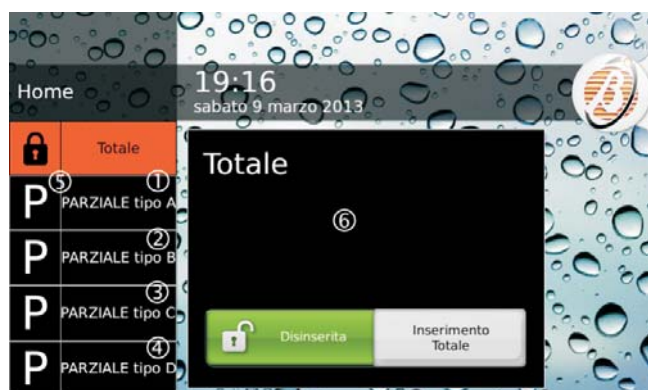 Home
19:16
sabato 9 marzo 2013
β
Totale
P ⑤ PARZIALE tipo A ①
P PARZIALE tipo B ②
P PARZIALE tipo C ③
P PARZIALE tipo D ④
Totale
⑥
Disinserita
Inserimento
Totale